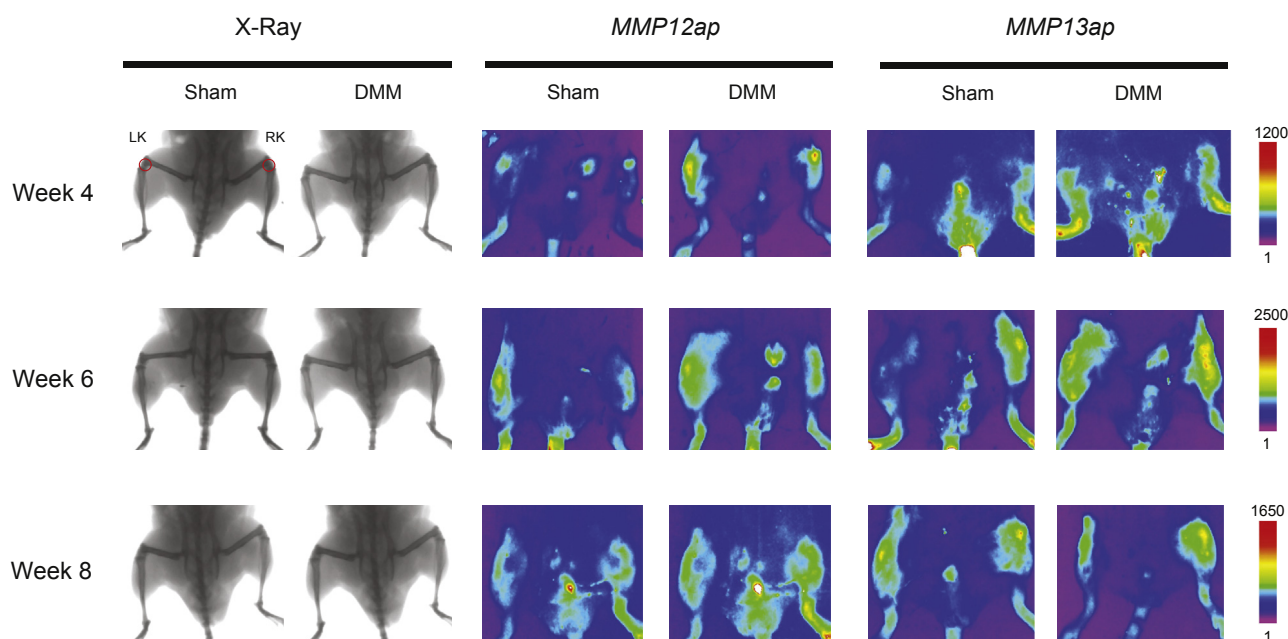 X-Ray MMP12ap MMP13ap
Sham DMM Sham DMM Sham DMM
LK RK
1200
Week 4
1
2500
Week 6
1
1650
Week 8
1